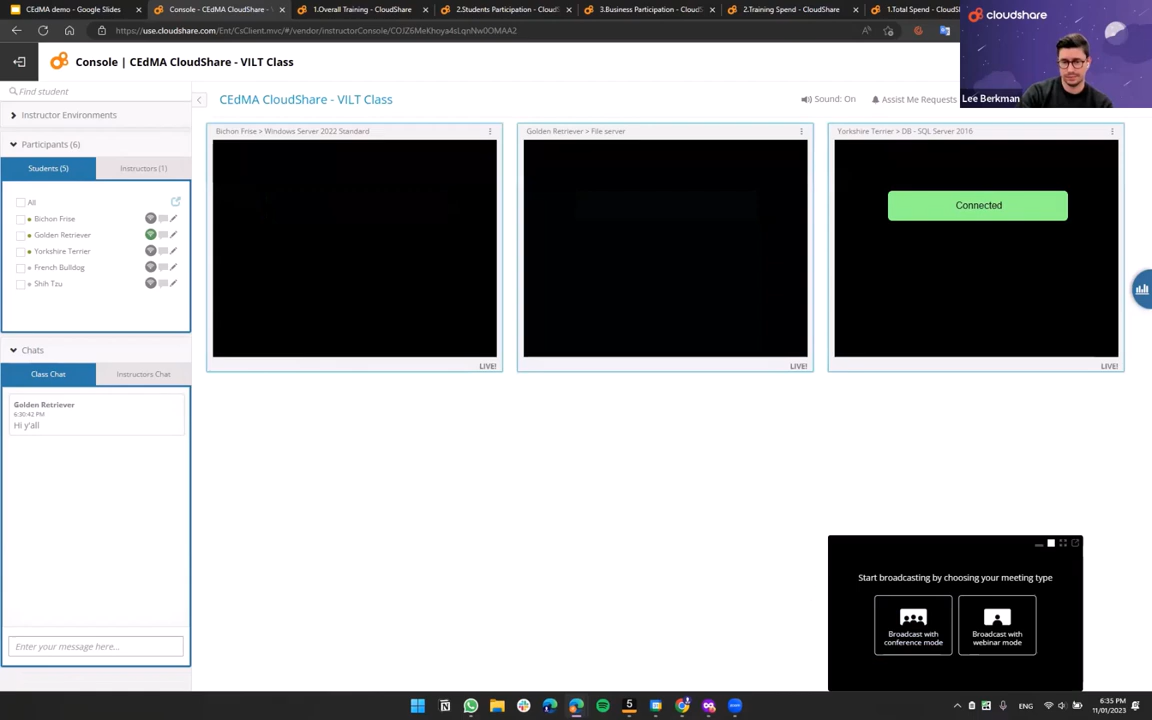 CEdMA demo - Google Slides
Console - CEdMA CloudShare -
1.Overall Training - CloudShare
2.Students Participation - Cloud
3.Business Participation - Cloud
2.Training Spend - CloudShare
1.Total Spend - CloudSh
https://use.cloudshare.com/Ent/CsClient.mvc/#/vendor/instructorConsole/COJZ6MeKhoya4sLqnNw0OMAA2
cloudshare
Lee Berkman
Console | CEdMA CloudShare - VILT Class
Find student
Instructor Environments
Participants (6)
Students (5)
Instructors (1)
All
Bichon Frise
Golden Retriever
Yorkshire Terrier
French Bulldog
Shih Tzu
Chats
Class Chat
Instructors Chat
Golden Retriever
6:30:42 PM
Hi y'all
Enter your message here...
CEdMA CloudShare - VILT Class
Sound: On
Assist Me Requests
Bichon Frise > Windows Server 2022 Standard
LIVE!
Golden Retriever > File server
LIVE!
Yorkshire Terrier > DB - SQL Server 2016
Connected
LIVE!
Start broadcasting by choosing your meeting type
Broadcast with
conference mode
Broadcast with
webinar mode
ENG
6:35 PM
11/01/2023